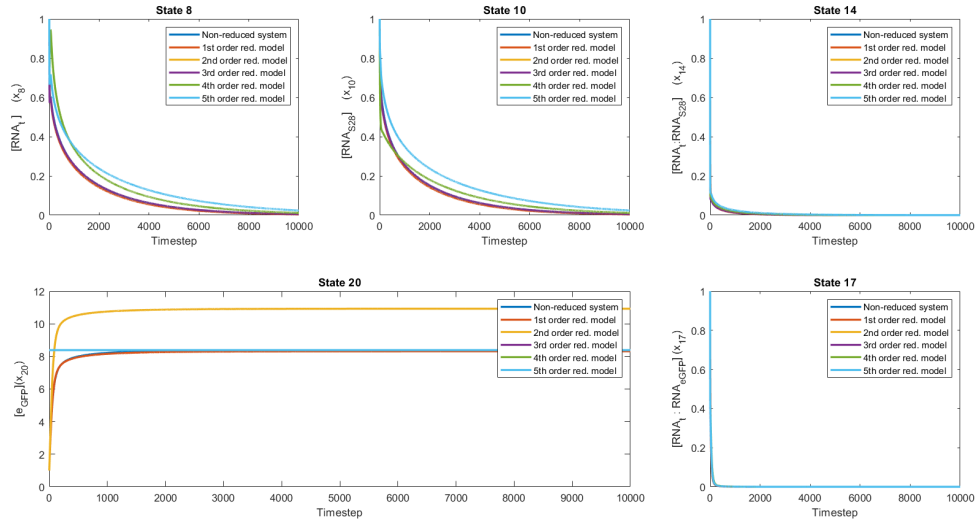 State 8
1
0.8
0.6
0.4
0.2
0
[RNA_t ] (x_8)
0 2000 4000 6000 8000 10000
Timestep
Non-reduced system
1st order red. model
2nd order red. model
3rd order red. model
4th order red. model
5th order red. model
State 10
1
0.8
0.6
0.4
0.2
0
[RNA_S28] (x_10)
0 2000 4000 6000 8000 10000
Timestep
Non-reduced system
1st order red. model
2nd order red. model
3rd order red. model
4th order red. model
5th order red. model
State 14
1
0.8
0.6
0.4
0.2
0
[RNA_t:RNA_S28] (x_14)
0 2000 4000 6000 8000 10000
Timestep
Non-reduced system
1st order red. model
2nd order red. model
3rd order red. model
4th order red. model
5th order red. model
State 20
12
10
8
6
4
2
0
[e_GFP](x_20)
0 1000 2000 3000 4000 5000 6000 7000 8000 9000 10000
Timestep
Non-reduced system
1st order red. model
2nd order red. model
3rd order red. model
4th order red. model
5th order red. model
State 17
1
0.8
0.6
0.4
0.2
0
[RNA_t : RNA_eGFP] (x_17)
0 2000 4000 6000 8000 10000
Timestep
Non-reduced system
1st order red. model
2nd order red. model
3rd order red. model
4th order red. model
5th order red. model